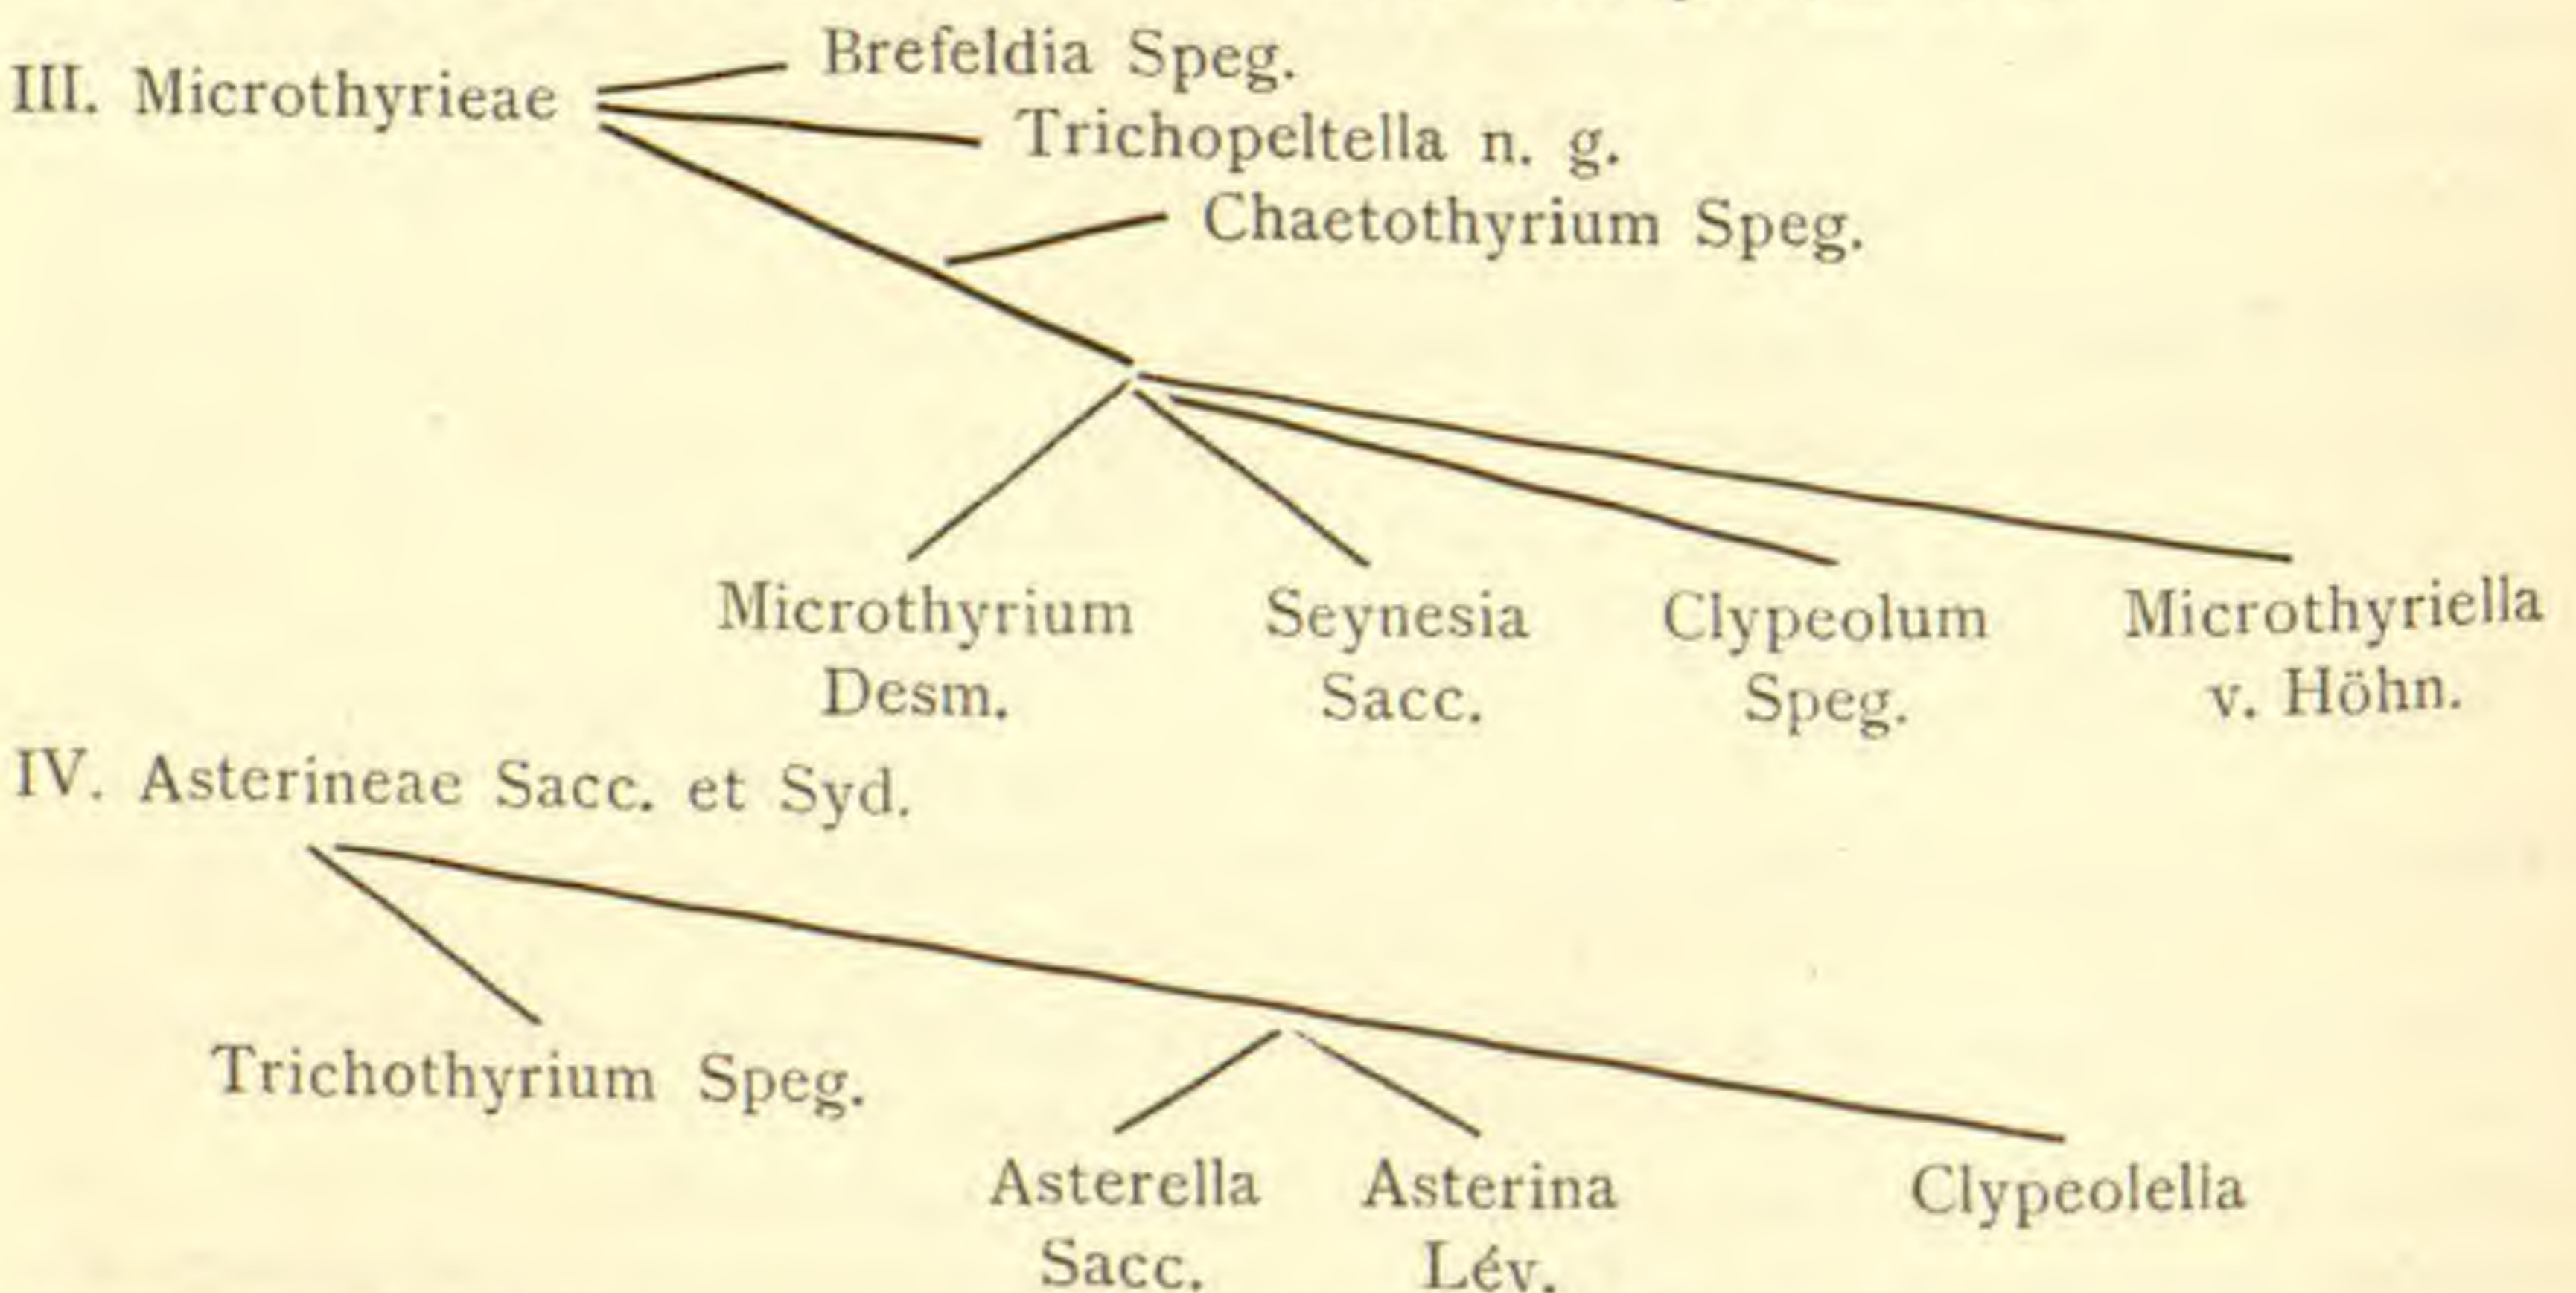 III. Microthyrieae
Brefeldia Speg.
Trichopeltella n. g.
Chaetothyrium Speg.
Microthyrium
Desm.
Seynesia
Sacc.
Clypeolum
Speg.
Microthyriella
v. Höhn.
IV. Asterineae Sacc. et Syd.
Trichothyrium Speg.
Asterella
Sacc.
Asterina
Lév.
Clypeolella